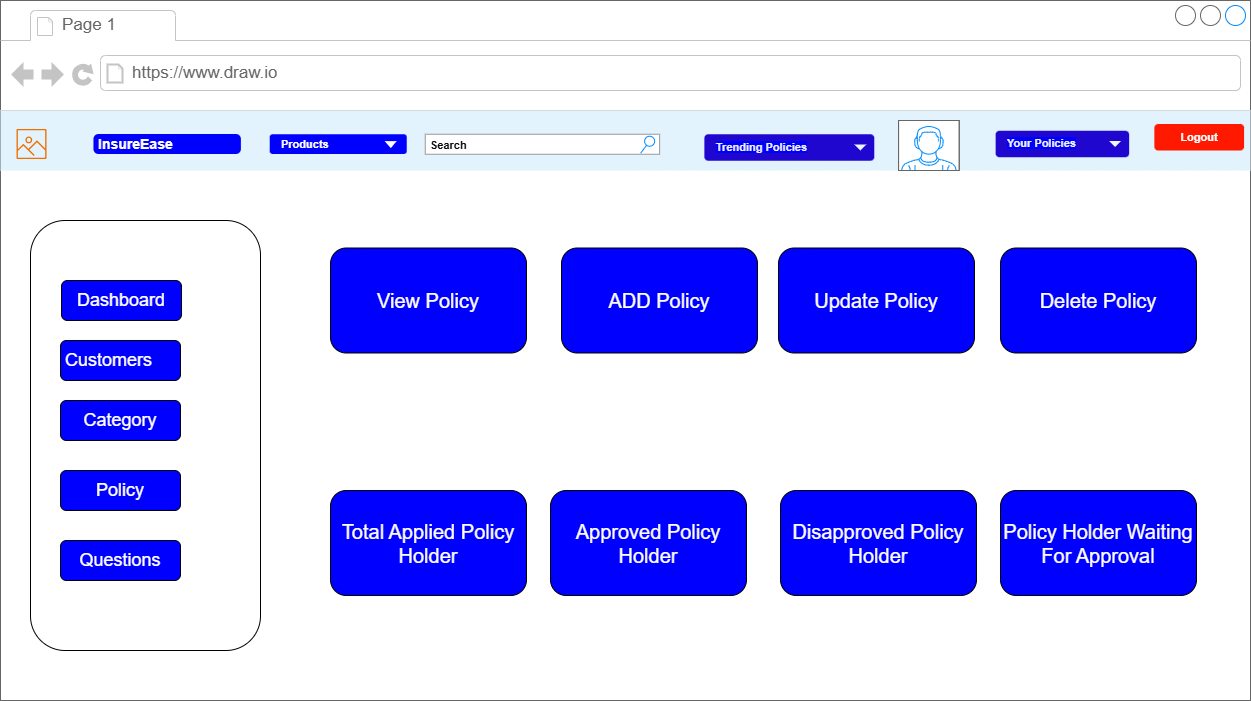 Page 1
https://www.draw.io
InsureEase
Products
Search
Trending Policies
Your Policies
Logout
Dashboard
Customers
Category
Policy
Questions
View Policy
ADD Policy
Update Policy
Delete Policy
Total Applied Policy
Holder
Approved Policy
Holder
Disapproved Policy
Holder
Policy Holder Waiting
For Approval